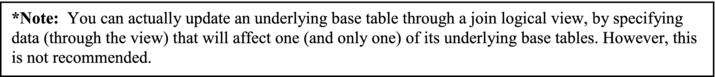 *Note:  You can actually update an underlying base table through a join logical view, by specifying
data (through the view) that will affect one (and only one) of its underlying base tables. However, this
is not recommended.